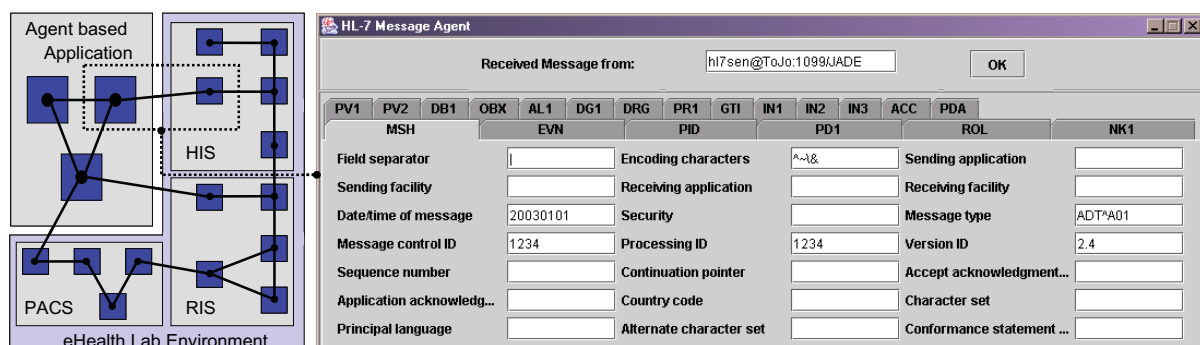 Agent based
Application
HIS
PACS
RIS
eHealth Lab Environment
HL-7 Message Agent
Received Message from: hl7sen@ToJo:1099/JADE OK
PV1 PV2 DB1 OBX AL1 DG1 DRG PR1 GTI IN1 IN2 IN3 ACC PDA
MSH EVN PID PD1 ROL NK1
Field separator | Encoding characters ^~\& Sending application
Sending facility Receiving application Receiving facility
Date/time of message 20030101 Security Message type ADT^A01
Message control ID 1234 Processing ID 1234 Version ID 2.4
Sequence number Continuation pointer Accept acknowledgment...
Application acknowledg... Country code Character set
Principal language Alternate character set Conformance statement ...